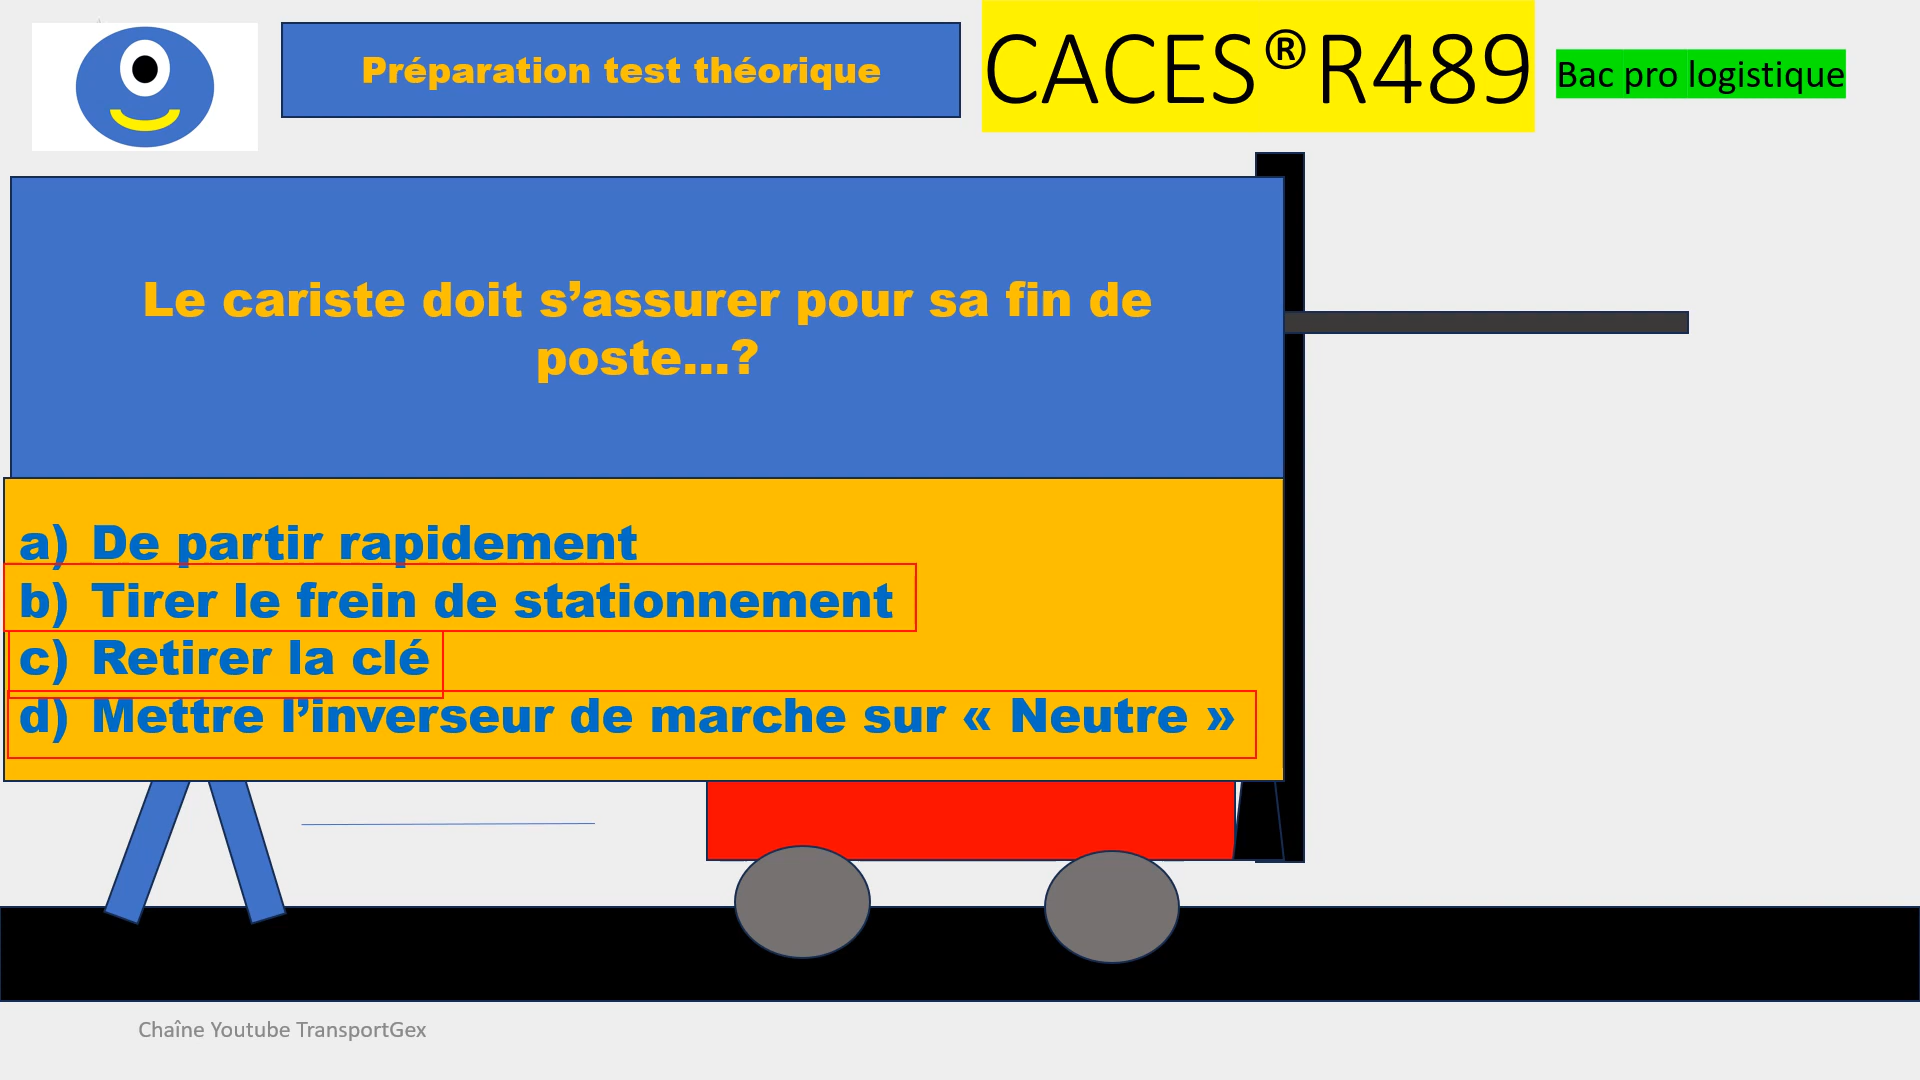 Préparation test théorique
CACES®R489
Bac pro logistique
Le cariste doit s’assurer pour sa fin de
poste…?
a) De partir rapidement
b) Tirer le frein de stationnement
c) Retirer la clé
d) Mettre l’inverseur de marche sur « Neutre »
Chaîne Youtube TransportGex